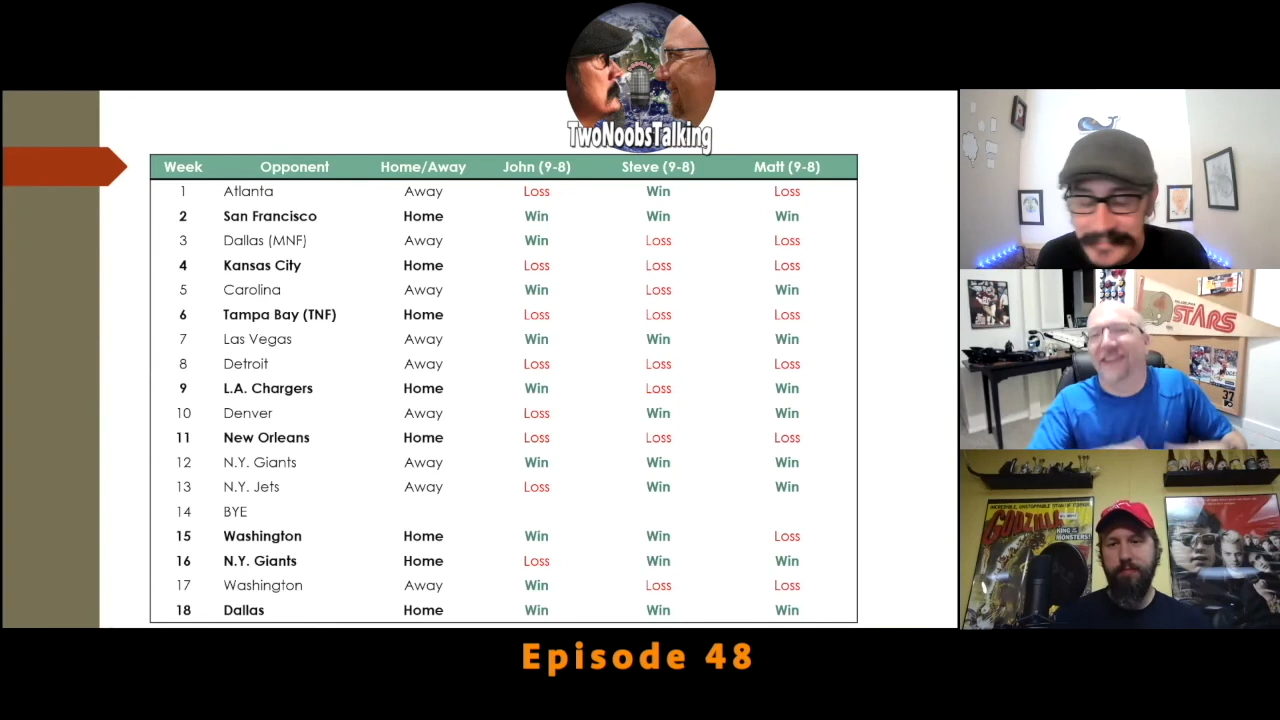 PODCAST
TwoNoobsTalking
Week Opponent Home/Away John (9-8) Steve (9-8) Matt (9-8)
1 Atlanta Away Loss Win Loss
2 San Francisco Home Win Win Win
3 Dallas (MNF) Away Win Loss Loss
4 Kansas City Home Loss Loss Loss
5 Carolina Away Win Loss Win
6 Tampa Bay (TNF) Home Loss Loss Loss
7 Las Vegas Away Win Win Win
8 Detroit Away Loss Loss Loss
9 L.A. Chargers Home Win Loss Win
10 Denver Away Loss Win Win
11 New Orleans Home Loss Loss Loss
12 N.Y. Giants Away Win Win Win
13 N.Y. Jets Away Loss Win Win
14 BYE
15 Washington Home Win Win Loss
16 N.Y. Giants Home Loss Win Win
17 Washington Away Win Loss Loss
18 Dallas Home Win Win Win
STARS
37
INCREDIBLE, UNSTOPPABLE TITAN OF TERROR!
GODZILLA
KING OF THE
MONSTERS!
Episode 48